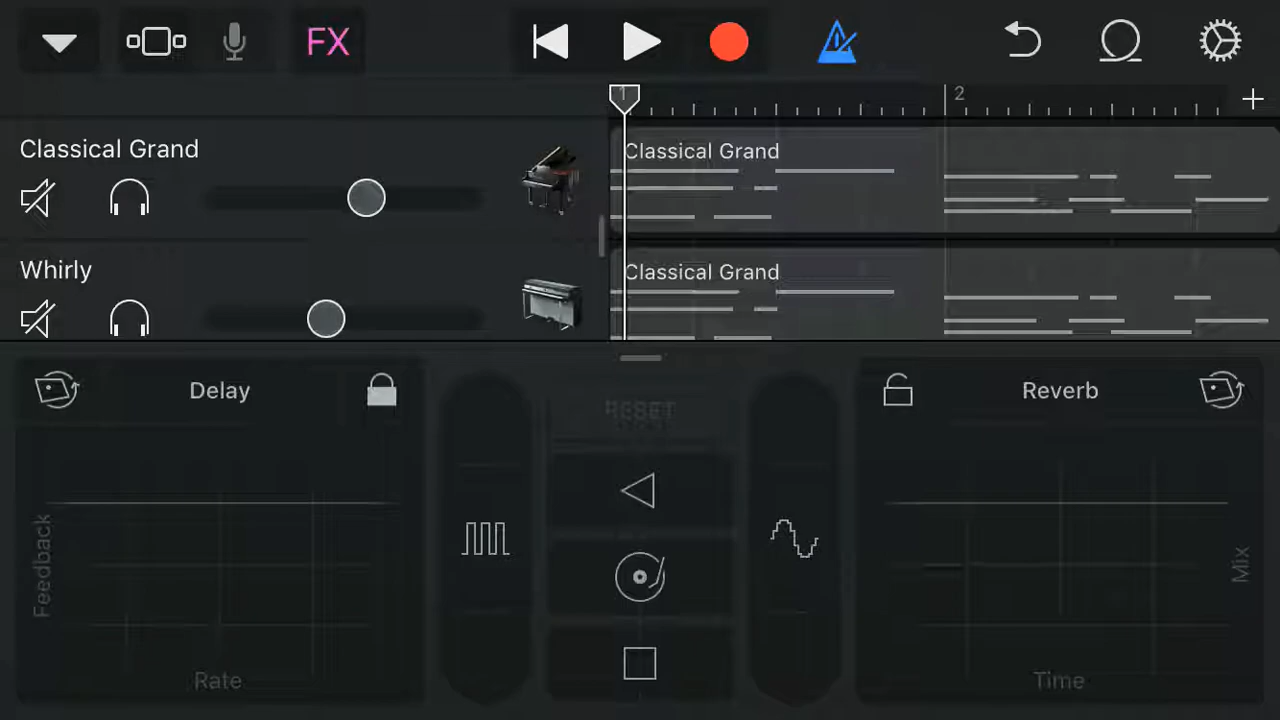 FX
1
2
Classical Grand
Classical Grand
Whirly
Classical Grand
Delay
RESET
Reverb
Feedback
Mix
Rate
Time